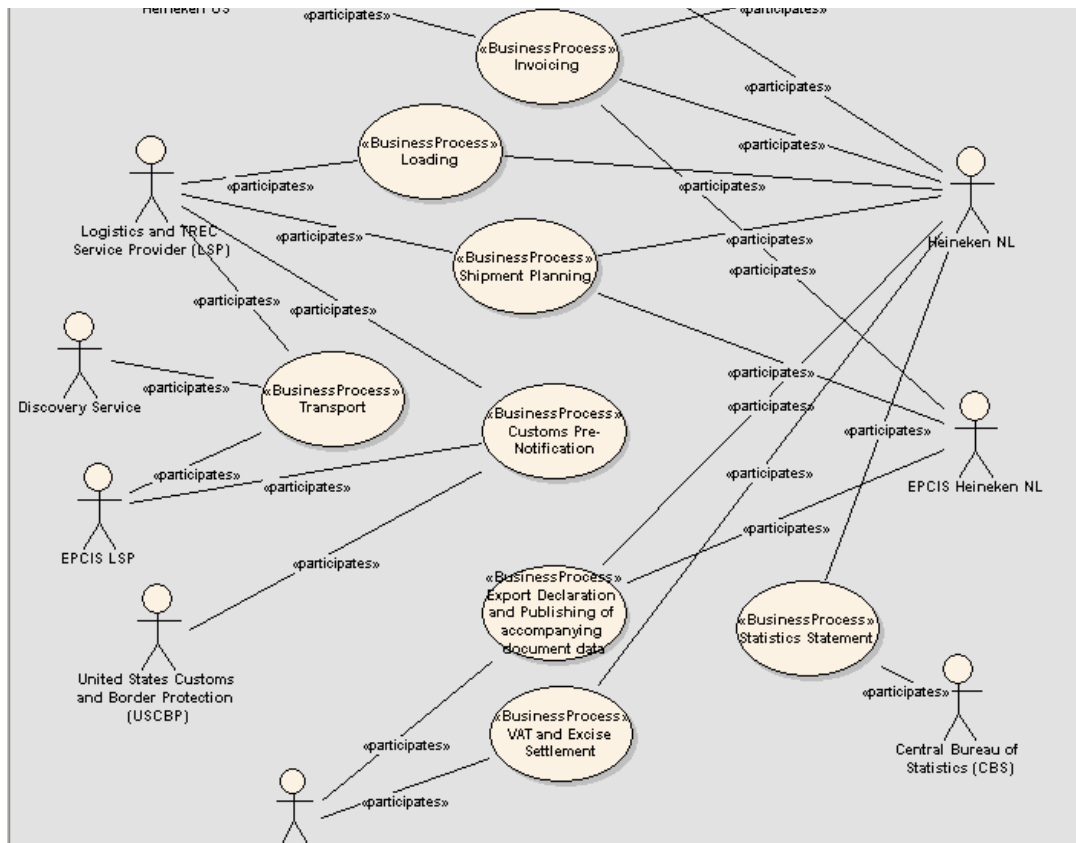 Heineken US
«participates»
«participates»
«BusinessProcess»
Invoicing
«participates»
«BusinessProcess»
Loading
«participates»
«participates»
«participates»
Logistics and TREC
Service Provider (LSP)
«participates»
«participates»
Heineken NL
«BusinessProcess»
Shipment Planning
«participates»
«participates»
«participates»
Discovery Service
«participates»
«BusinessProcess»
Transport
«participates»
«participates»
«BusinessProcess»
Customs Pre-
Notification
«participates»
«participates»
«participates»
«participates»
EPCIS Heineken NL
EPCIS LSP
«participates»
«participates»
«BusinessProcess»
Export Declaration
and Publishing of
accompanying
document data
«BusinessProcess»
Statistics Statement
United States Customs
and Border Protection
(USCBP)
«participates»
«BusinessProcess»
VAT and Excise
Settlement
«participates»
Central Bureau of
Statistics (CBS)
«participates»